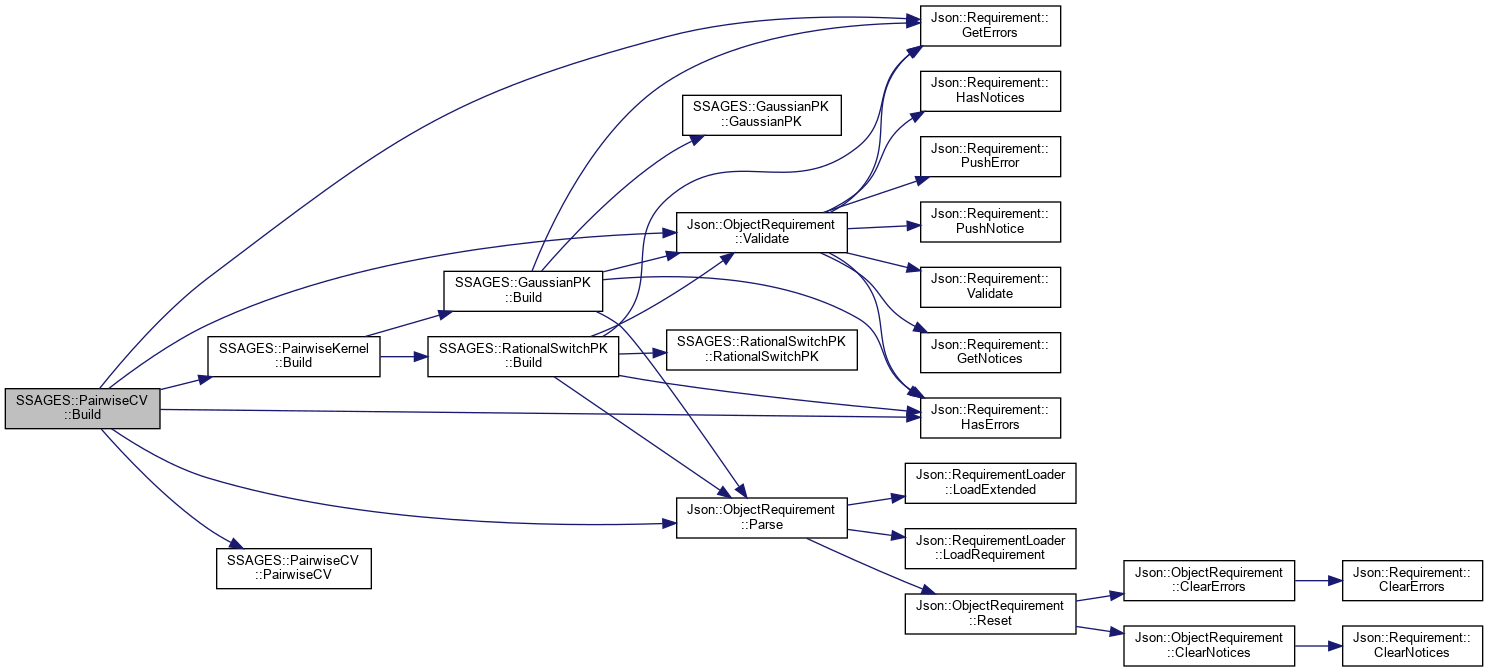 SSAGES::PairwiseCV
::Build
SSAGES::PairwiseKernel
::Build
SSAGES::PairwiseCV
::PairwiseCV
SSAGES::GaussianPK
::Build
SSAGES::RationalSwitchPK
::Build
SSAGES::GaussianPK
::GaussianPK
Json::ObjectRequirement
::Validate
SSAGES::RationalSwitchPK
::RationalSwitchPK
Json::ObjectRequirement
::Parse
Json::Requirement::
GetErrors
Json::Requirement::
HasNotices
Json::Requirement::
PushError
Json::Requirement::
PushNotice
Json::Requirement::
Validate
Json::Requirement::
GetNotices
Json::Requirement::
HasErrors
Json::RequirementLoader
::LoadExtended
Json::RequirementLoader
::LoadRequirement
Json::ObjectRequirement
::Reset
Json::ObjectRequirement
::ClearErrors
Json::ObjectRequirement
::ClearNotices
Json::Requirement::
ClearErrors
Json::Requirement::
ClearNotices